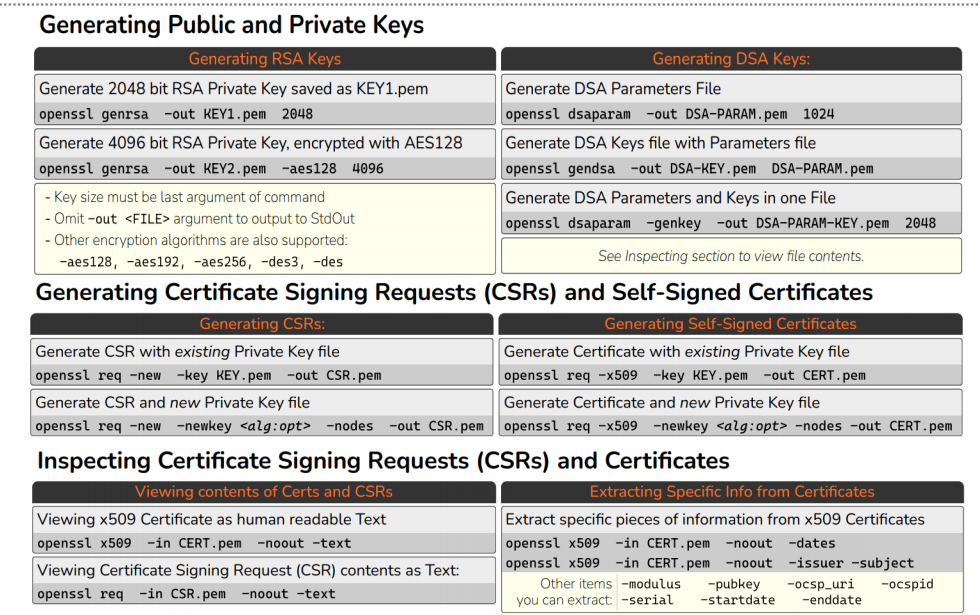 Generating Public and Private Keys
Generating RSA Keys
Generate 2048 bit RSA Private Key saved as KEY1.pem
openssl genrsa -out KEY1.pem 2048
Generate 4096 bit RSA Private Key, encrypted with AES128
openssl genrsa -out KEY2.pem -aes128 4096
- Key size must be last argument of command
- Omit -out <FILE> argument to output to StdOut
- Other encryption algorithms are also supported:
-aes128, -aes192, -aes256, -des3, -des
Generating DSA Keys:
Generate DSA Parameters File
openssl dsaparam -out DSA-PARAM.pem 1024
Generate DSA Keys file with Parameters file
openssl gendsa -out DSA-KEY.pem DSA-PARAM.pem
Generate DSA Parameters and Keys in one File
openssl dsaparam -genkey -out DSA-PARAM-KEY.pem 2048
See Inspecting section to view file contents.
Generating Certificate Signing Requests (CSRs) and Self-Signed Certificates
Generating CSRs:
Generate CSR with existing Private Key file
openssl req -new -key KEY.pem -out CSR.pem
Generate CSR and new Private Key file
openssl req -new -newkey <alg:opt> -nodes -out CSR.pem
Generating Self-Signed Certificates
Generate Certificate with existing Private Key file
openssl req -x509 -key KEY.pem -out CERT.pem
Generate Certificate and new Private Key file
openssl req -x509 -newkey <alg:opt> -nodes -out CERT.pem
Inspecting Certificate Signing Requests (CSRs) and Certificates
Viewing contents of Certs and CSRs
Viewing x509 Certificate as human readable Text
openssl x509 -in CERT.pem -noout -text
Viewing Certificate Signing Request (CSR) contents as Text:
openssl req -in CSR.pem -noout -text
Extracting Specific Info from Certificates
Extract specific pieces of information from x509 Certificates
openssl x509 -in CERT.pem -noout -dates
openssl x509 -in CERT.pem -noout -issuer -subject
Other items you can extract:
-modulus -pubkey -ocsp_uri -ocspid
-serial -startdate -enddate